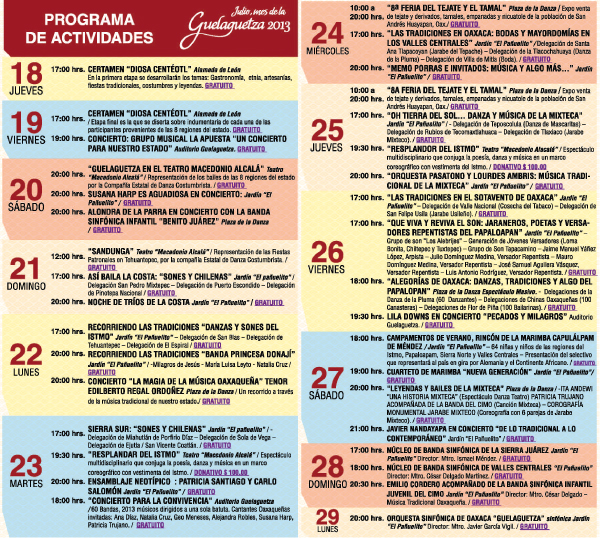 PROGRAMA
DE ACTIVIDADES
Julio, mes de la
Guelaguetza 2013
18
JUEVES
17:00 hrs. CERTAMEN "DIOSA CENTÉOTL" Alameda de León
En la primera etapa se desarrollarán los temas: Gastronomía, etnia, artesanías,
fiestas tradicionales, costumbres y leyendas. GRATUITO
19
VIERNES
17:00 hrs. CERTAMEN "DIOSA CENTÉOTL" Alameda de León
/ Etapa final es la que se diserta sobre indumentaria de cada una de las
participantes provenientes de las 8 regiones del estado. GRATUITO
19:00 hrs. CONCIERTO: GRUPO MUSICAL LA APUESTA "UN CONCIERTO
PARA NUESTRO ESTADO" Auditorio Guelaguetza. GRATUITO
20
SÁBADO
20:00 hrs. "GUELAGUETZA EN EL TEATRO MACEDONIO ALCALÁ" Teatro
"Macedonio Alcalá" / Representación de los bailes de las 8 regiones del estado
por la Compañía Estatal de Danza Costumbrista. / GRATUITO
20:00 hrs. SUSANA HARP ES AGUADIOSA EN CONCIERTO: Jardín "El
Pañuelito" / GRATUITO
20:00 hrs. ALONDRA DE LA PARRA EN CONCIERTO CON LA BANDA
SINFÓNICA INFANTIL "BENITO JUÁREZ" Plaza de la Danza
/ GRATUITO
21
DOMINGO
12:00 hrs. "SANDUNGA" Teatro "Macedonio Alcalá" / Representación de las Fiestas
Patronales en Tehuantepec, por la compañía Estatal de Danza Costumbrista. /
GRATUITO
17:00 hrs. ASÍ BAILA LA COSTA: "SONES Y CHILENAS" Jardín "El pañuelito" /
Delegación San Pedro Mixtepec – Delegación de Puerto Escondido – Delegación
de Pinotepa Nacional / GRATUITO
20:00 hrs. NOCHE DE TRÍOS DE LA COSTA Jardín "El Pañuelito" / GRATUITO
22
LUNES
17:00 hrs. RECORRIENDO LAS TRADICIONES "DANZAS Y SONES DEL
ISTMO" Jardín "El Pañuelito" – Delegación de San Blas – Delegación de
Tehuantepec – Delegación de El Espinal / GRATUITO
20:00 hrs. RECORRIENDO LAS TRADICIONES "BANDA PRINCESA DONAJÍ"
Jardín "El Pañuelito" / -Milagros de Jesús – María Luisa Leyto - Natalia Cruz /
GRATUITO
20:00 hrs. CONCIERTO "LA MAGIA DE LA MÚSICA OAXAQUEÑA" TENOR
EDILBERTO REGAL ORDOÑEZ Plaza de la Danza / Un recorrido a través
de la música tradicional de nuestro estado / GRATUITO
23
MARTES
17:00 hrs. SIERRA SUR: "SONES Y CHILENAS" Jardín "El pañuelito" / –
Delegación de Miahutlán de Porfirio Díaz – Delegación de Sola de Vega –
Delegación de Ejutla / San Vicente Coatlán. / GRATUITO
19:30 hrs. "RESPLANDAR DEL ISTMO" Teatro "Macedonio Alcalá" / Espectáculo
multidisciplinario que conjuga la poesía, danza y música en un marco
coreográfico con vestimenta del Istmo. / DONATIVO $ 100.00
20:00 hrs. ENSAMBLAJE NEOTÍPICO : PATRICIA SANTIAGO Y CARLO
SALOMÓN Jardín "El Pañuelito" / GRATUITO
18:00 hrs. "CONCIERTO PARA LA CONVIVENCIA" Auditorio Guelaguetza
/ 60 Bandas, 2013 músicos dirigidos a una sola batuta. Cantantes Oaxaqueñas
invitadas: Ana Díaz, Natalia Cruz, Geo Meneses, Alejandra Robles, Susana Harp,
Patricia Trujano, / GRATUITO
24
MIÉRCOLES
10:00 a
20:00 hrs. "8ª FERIA DEL TEJATE Y EL TAMAL" Plaza de la Danza / Expo venta
de tejate y derivados, tamales, empanadas y nicuatole de la población de San
Andrés Huayapan, Oax./ GRATUITO
17:00 hrs. "LAS TRADICIONES EN OAXACA: BODAS Y MAYORDOMÍAS EN
LOS VALLES CENTRALES" Jardín "El Pañuelito" /Delegación de Santa
Ana Tlapacoyan (Jarabe del Tlapache) – Delegación de la Tlacochahuaya (Danza
de la Pluma) – Delegación de Villa de Mitla (Boda). / GRATUITO
20:00 hrs. "MEMO PORRAS E INVITADOS: MÚSICA Y ALGO MÁS..." Jardín
"El Pañuelito" / GRATUITO
25
JUEVES
10:00 a
20:00 hrs. "8A FERIA DEL TEJATE Y EL TAMAL" Plaza de la Danza / Expo venta
de tejate y derivados, tamales, empanadas y nicuatole de la población de San
Andrés Huayapan, Oax./ GRATUITO
17:00 hrs. "OH TIERRA DEL SOL... DANZA Y MÚSICA DE LA MIXTECA"
Jardín "El Pañuelito" / - Delegación de Teposcolula (Danza de Mascaritas) –
Delegación de Rubios de Tecomaxtlahuaca – Delegación de Tlaxiaco (Jarabe
Mixteco). / GRATUITO
19:30 hrs. "RESPLANDOR DEL ISTMO" Teatro "Macedonio Alcalá" / Espectáculo
multidisciplinario que conjuga la poesía, danza y música en un marco
coreográfico con vestimenta del Istmo. / DONATIVO $ 100.00
20:00 hrs. "ORQUESTA PASATONO Y LOURDES AMBRIS: MÚSICA TRADI-
CIONAL DE LA MIXTECA" Jardín "El Pañuelito" / GRATUITO
26
VIERNES
17:00 hrs. "LAS TRADICIONES EN EL SOTAVENTO DE OAXACA" Jardín "El
Pañuelito" – Delegación de Valle Nacional (Cosecha del Tabaco) – Delegación de
San Felipe Usila (Jarabe Usileño). / GRATUITO
17:00 hrs. "QUE VIVA Y REVIVA EL SON: JARANEROS, POETAS Y VERSA-
DORES REPENTISTAS DEL PAPALOAPAN" Jardín "El Pañuelito" –
Grupo de son "Los Alebrijes" – Generación de Jóvenes Versadores (Loma
Bonita, Chiltepec y Tuxtepec) – Grupo de Son Tapacamino – Jaime Manuel Yáñez
López, Arpista – Julio Domínguez Medina, Versador Repentista – Mauro
Domínguez Medina, Versador Repentista – José Samuel Aguilera Vásquez,
Versador Repentista – Luis Antonio Rodríguez, Versador Repentista. / GRATUITO
18:00 hrs. "ALEGORÍAS DE OAXACA: DANZAS, TRADICIONES Y ALGO DEL
PAPALOPAN" Plaza de la Danza Espectáculo Masivo. - Delegaciones de la
Danza de la Pluma (60 Danzantes) – Delegaciones de Chinas Oaxaqueñas (100
Canasteras) – Delegaciones de Flor de Piña (100 Bailarinas). / GRATUITO
19:30 hrs. LILA DOWNS EN CONCIERTO "PECADOS Y MILAGROS" Auditorio
Guelaguetza. / GRATUITO
27
SÁBADO
18:00 hrs. CAMPAMENTOS DE VERANO, RINCÓN DE LA MARIMBA CAPULÁLPAM
DE MÉNDEZ / Jardín "El Pañuelito" – 84 niñas y niños de las regiones del
Istmo, Papaloapam, Sierra Norte y Valles Centrales – Presentación del selectivo
que representará al país en gira por Alemania y el Continente Africano. / GRATUITO
19:00 hrs. CUARTETO DE MARIMBA "NUEVA GENERACIÓN" Jardín "El Pañuelito" /
GRATUITO
20:00 hrs. "LEYENDAS Y BAILES DE LA MIXTECA" Plaza de la Danza / -ITA ANDEWI
"UNA HISTORIA MIXTECA" (Espectáculo Danza Teatro) PATRICIA TRUJANO
ACOMPAÑADA DE LA BANDA DEL CIMO (Canción Mixteca) – COROGRAFÍA
MONUMENTAL JARABE MIXTECO (Coreografía con 6 parejas de Jarabe
Mixteco). / GRATUITO
21:00 hrs. JAVIER NANDAYAPA EN CONCIERTO "DE LO TRADICIONAL A LO
CONTEMPORÁNEO" Jardín "El Pañuelito" / GRATUITO
28
DOMINGO
17:00 hrs. NÚCLEO DE BANDA SINFÓNICA DE LA SIERRA JUÁREZ Jardín "El
Pañuelito" Director: Mtro. Ismael Méndez. / GRATUITO
18:00 hrs. NÚCLEO DE BANDA SINFÓNICA DE VALLES CENTRALES "El Pañuelito"
Director: Mtro. César Delgado Martínez. / GRATUITO
20:30 hrs. EMILIO CORDERO ACOMPAÑADO DE LA BANDA SINFÓNICA INFANTIL
JUVENIL DEL CIMO Jardín "El Pañuelito" / Director: Mtro. César Delgado –
Música Tradicional Oaxaqueña. / GRATUITO
29
LUNES
20:00 hrs. ORQUESTA SINFÓNICA DE OAXACA "GUELAGUETZA" sinfónica Jardín
"El Pañuelito" Director: Mtro. Javier García Vigil. / GRATUITO